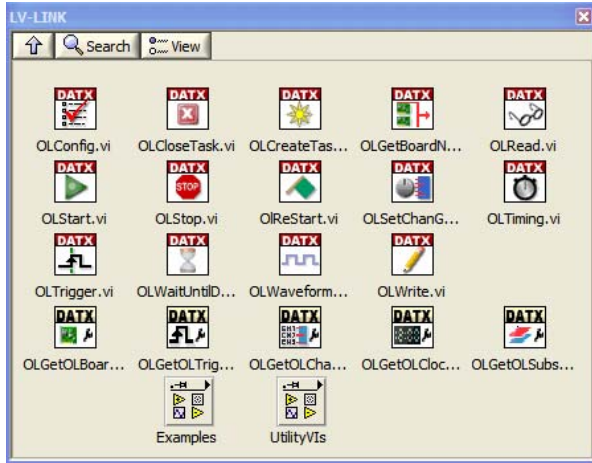 LV-LINK
Search View
DATX DATX DATX DATX DATX
OLConfig.vi OLCloseTask.vi OLCreateTas... OLGetBoardN... OLRead.vi
DATX DATX DATX DATX DATX
STOP
OLStart.vi OLStop.vi OlReStart.vi OLSetChanG... OLTiming.vi
DATX DATX DATX DATX
OLTrigger.vi OLWaitUntilD... OLWaveform... OLWrite.vi
DATX DATX DATX DATX DATX
OLGetOLBoar... OLGetOLTrig... OLGetOLCha... OLGetOLCloc... OLGetOLSubs...
Examples UtilityVIs